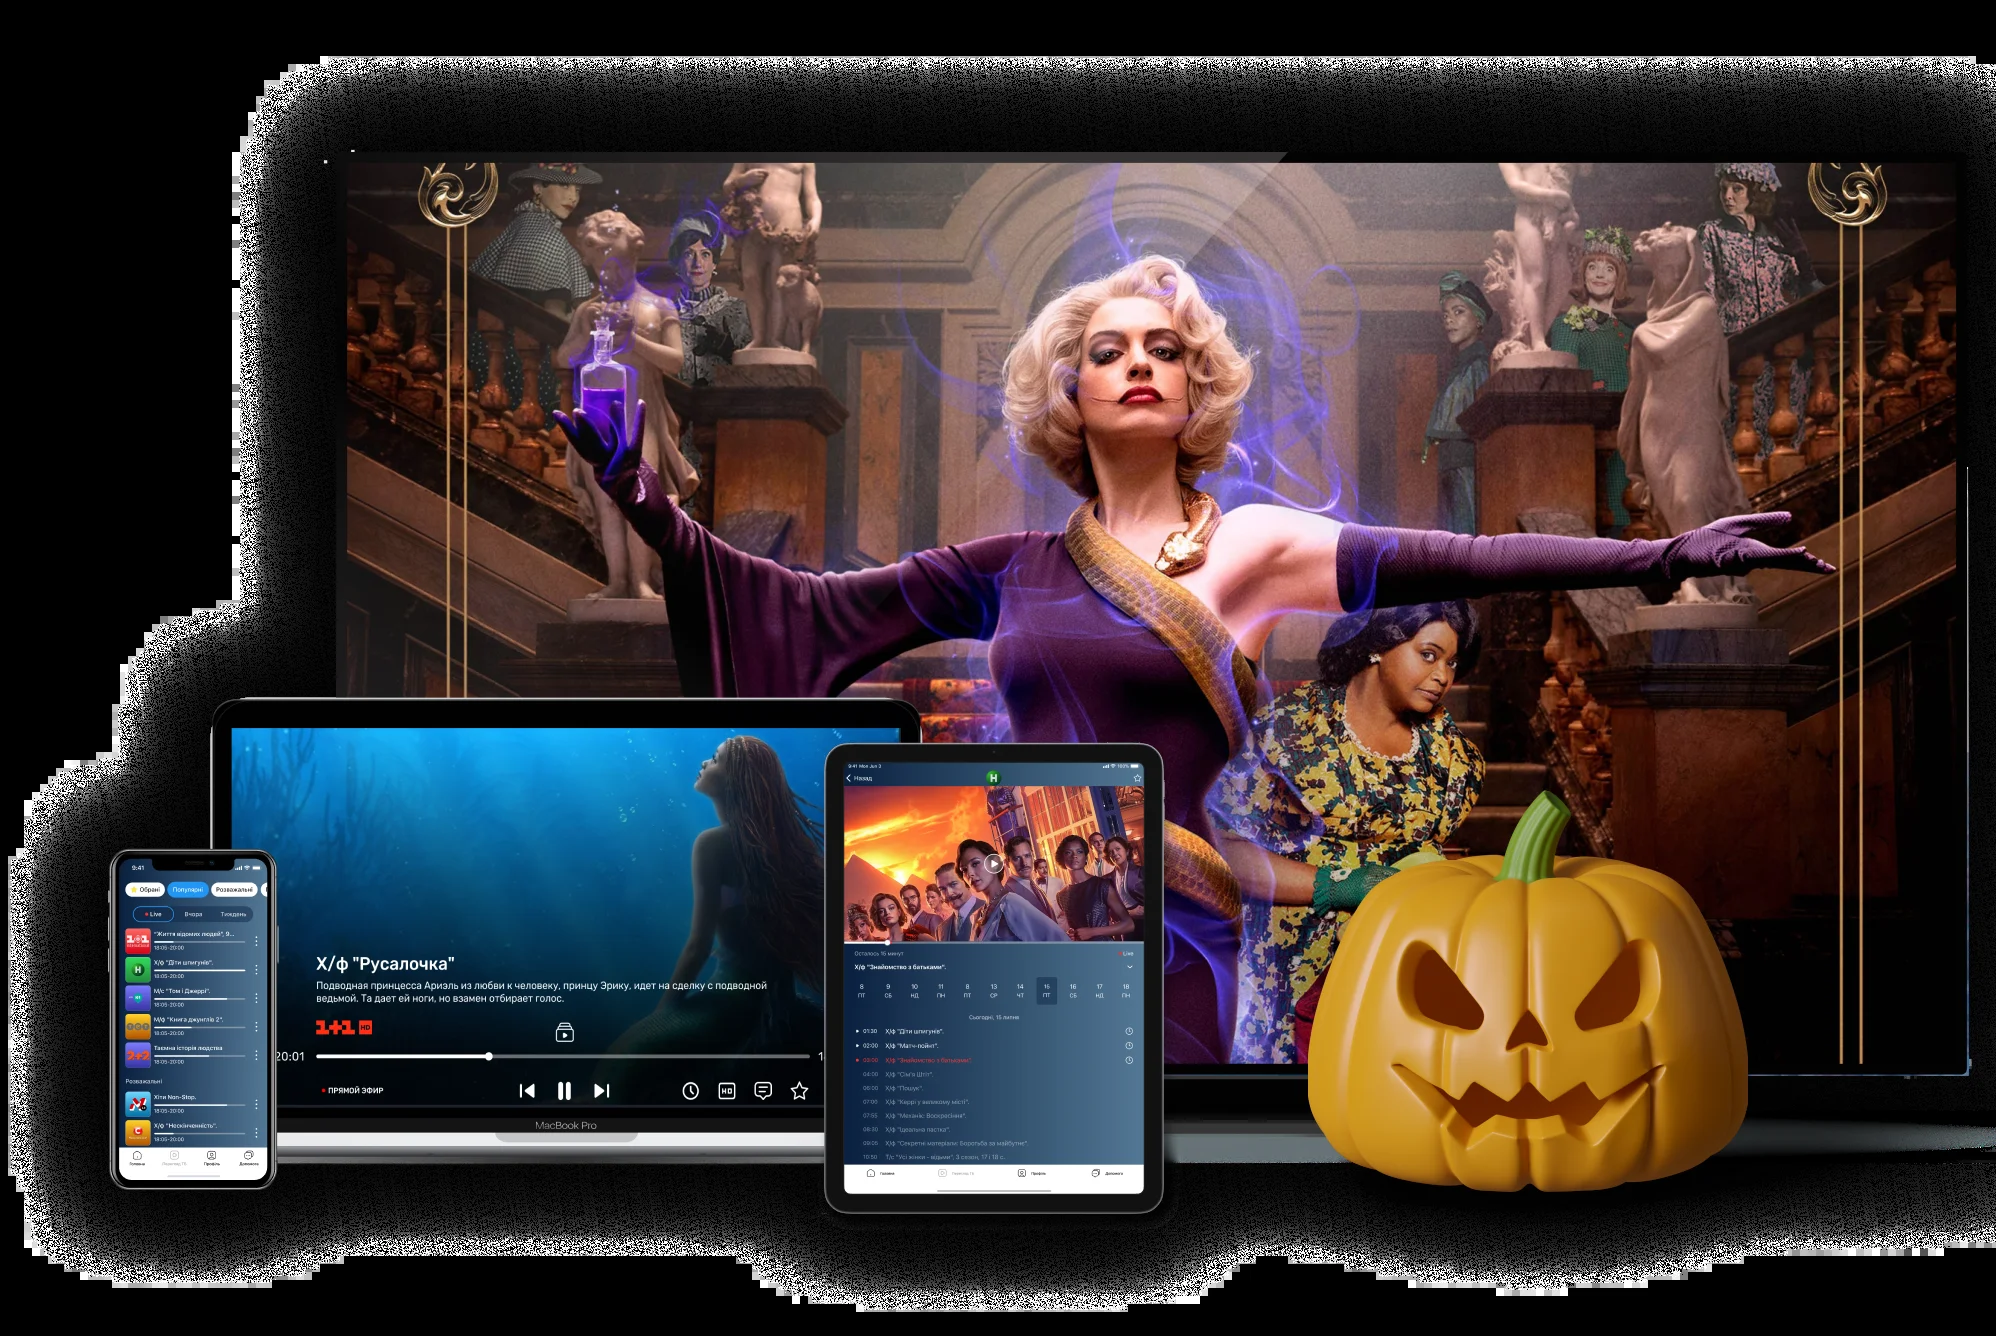 Х/ф "Русалочка"
Подводная принцесса Ариэль из любви к человеку, принцу Эрику, идет на сделку с подводной
ведьмой. Та дает ей ноги, но взамен отбирает голос.
1+1 HD
20:01
ПРЯМОЙ ЭФИР
HD
MacBook Pro
9:41
Обрані Популярні Розважальні
Live Вчора Тиждень
1+1
"Життя відомих людей", 9...
18:05-20:00
H
Х/ф "Діти шпигунів".
18:05-20:00
М/с "Том і Джеррі".
18:05-20:00
М/ф "Книга джунглів 2".
18:05-20:00
2+2
Таємна історія людства
18:05-20:00
Розважальні
Хіти Non-Stop.
18:05-20:00
Х/ф "Нескінченність".
18:05-20:00
Головна Профіль Допомога
9:41 Mon Jun 3
100%
Назад
H
Осталось 15 минут
Live
Х/ф "Знайомство з батьками".
8 9 10 11 8 13 14 15 16 17 18
ПТ СБ НД ПН ПТ СР ЧТ ПТ СБ НД ПН
Сьогодні, 15 липня
01:30 Х/ф "Діти шпигунів".
02:00 Х/ф "Матч-пойнт".
03:00 Х/ф "Знайомство з батьками".
04:00 Х/ф "Сім'я Штіт".
06:00 Х/ф "Пошук".
07:00 Х/ф "Керрі у великому місті".
07:55 Х/ф "Механік: Воскресіння".
08:20 Х/ф "Ідеальна пастка".
09:05 Х/ф "Секретні матеріали: Боротьба за майбутнє".
10:50 Т/с "Усі жінки - відьми", 3 сезон, 17 і 18 с...
Головна Профіль Допомога